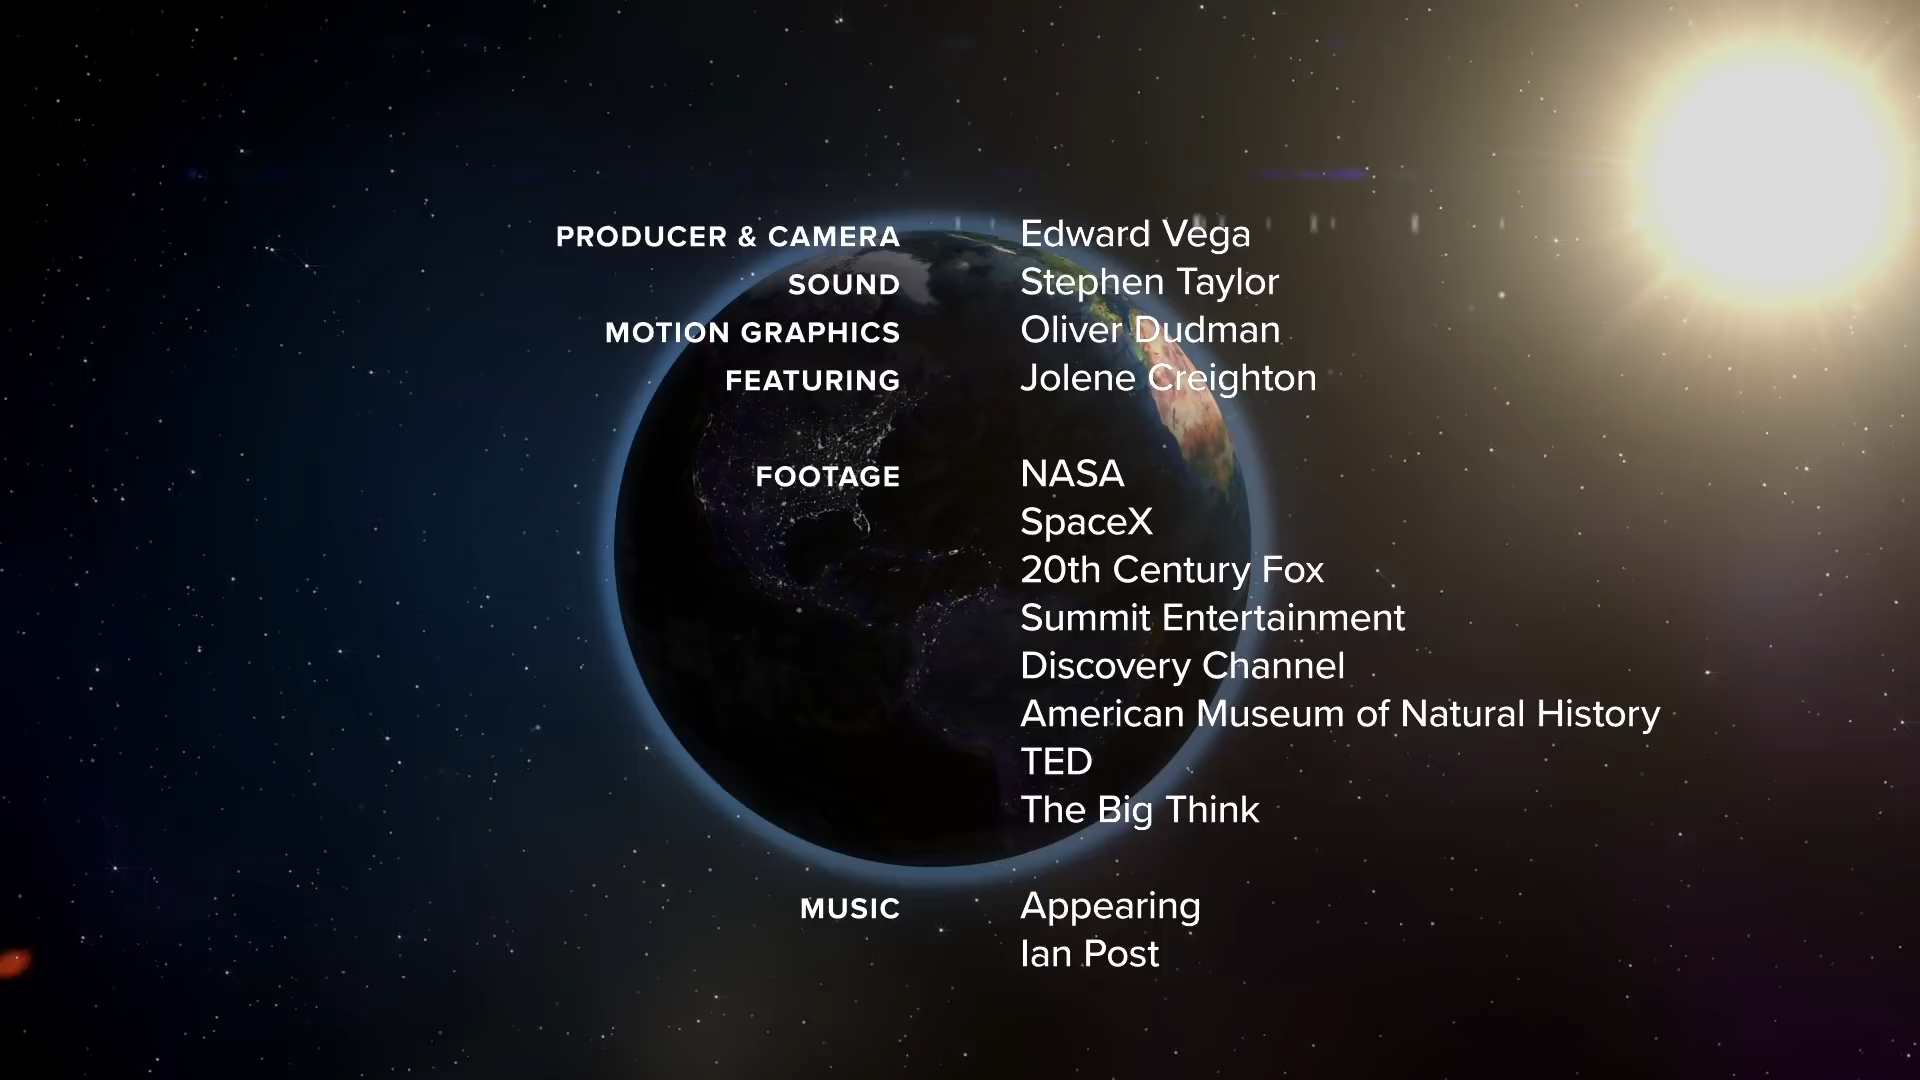 PRODUCER & CAMERA Edward Vega
SOUND Stephen Taylor
MOTION GRAPHICS Oliver Dudman
FEATURING Jolene Creighton
FOOTAGE NASA
SpaceX
20th Century Fox
Summit Entertainment
Discovery Channel
American Museum of Natural History
TED
The Big Think
MUSIC Appearing
Ian Post